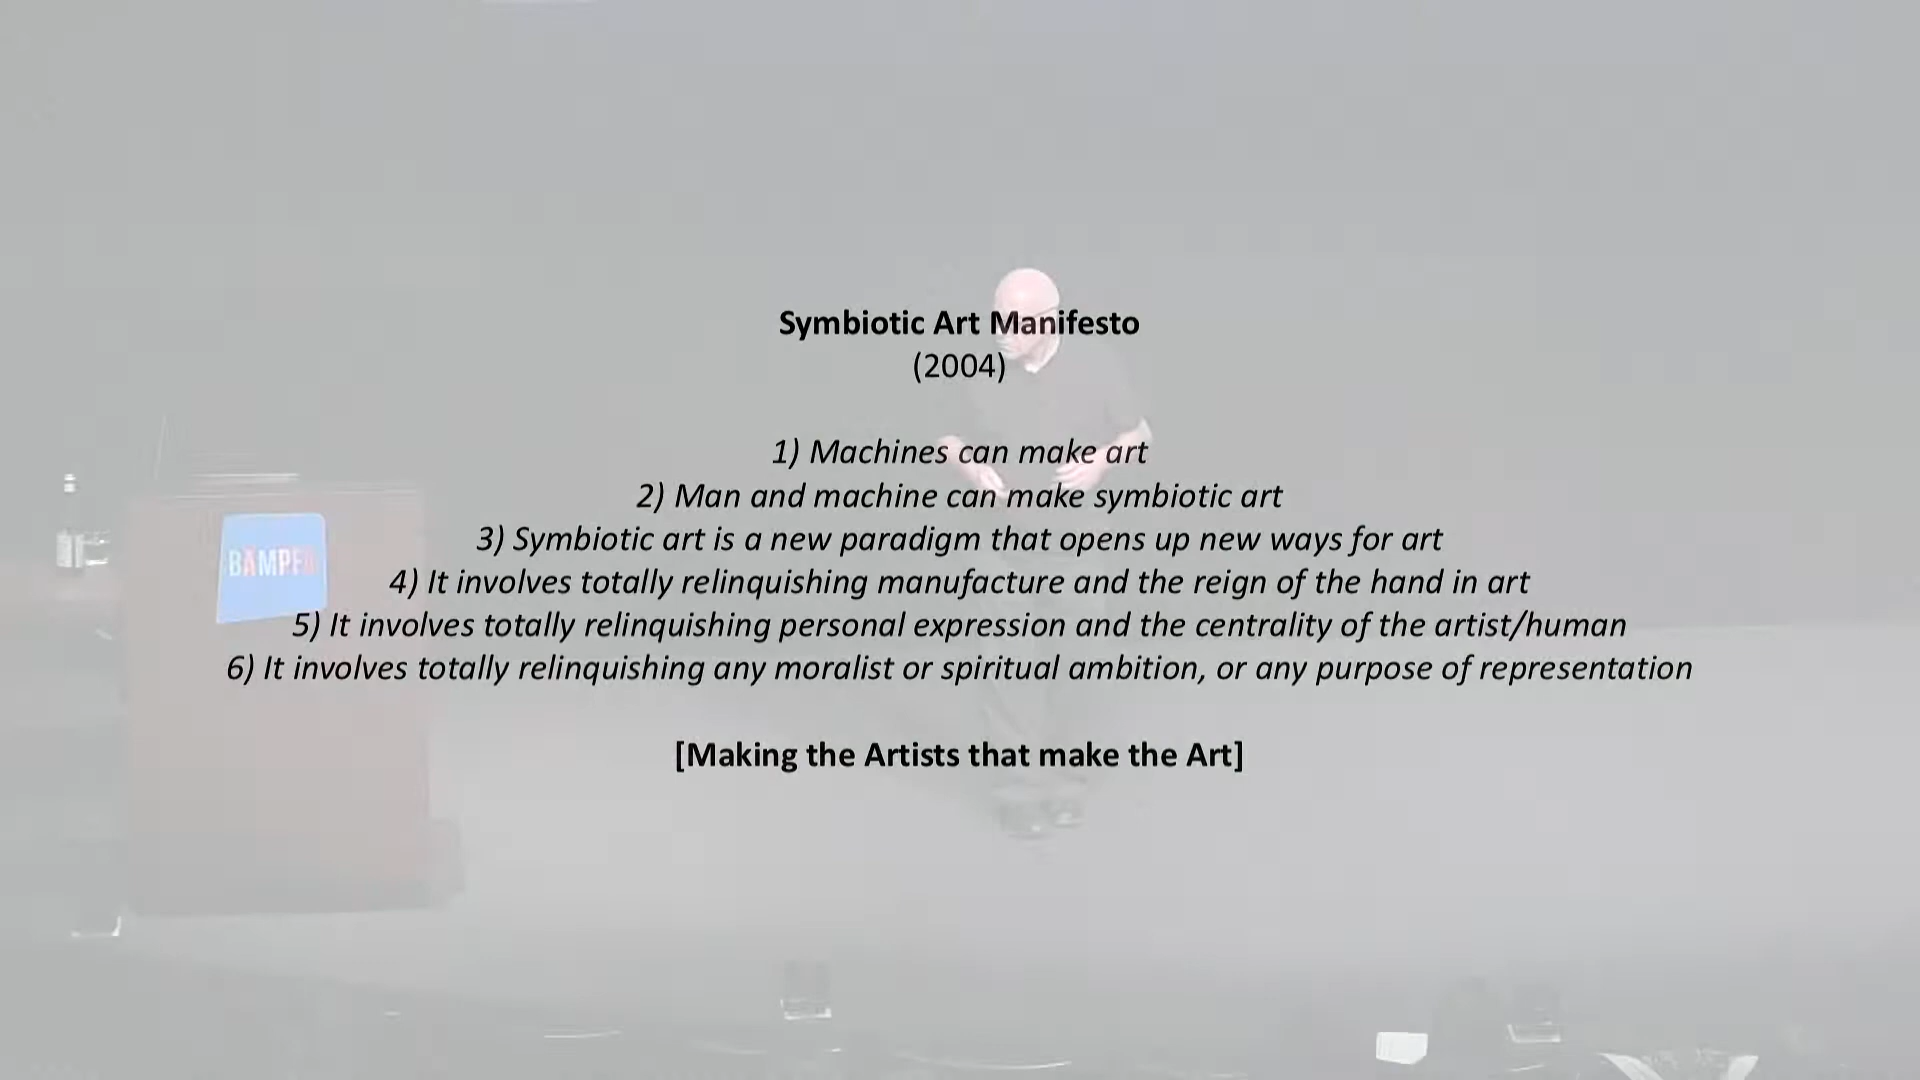 Symbiotic Art Manifesto
(2004)
1) Machines can make art
2) Man and machine can make symbiotic art
3) Symbiotic art is a new paradigm that opens up new ways for art
4) It involves totally relinquishing manufacture and the reign of the hand in art
5) It involves totally relinquishing personal expression and the centrality of the artist/human
6) It involves totally relinquishing any moralist or spiritual ambition, or any purpose of representation
[Making the Artists that make the Art]
BAMPFA